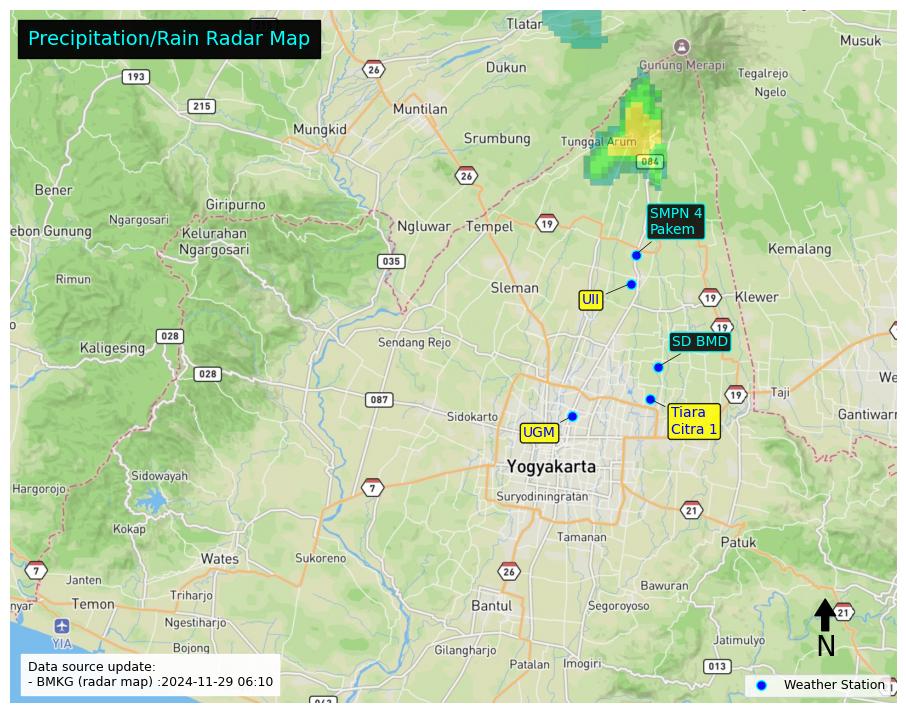 Precipitation/Rain Radar Map
Tlatar
Musuk
26
Dukun
Gunung Merapi
Tegalrejo
193
Ngelo
215
Muntilan
Mungkid
Srumbung
Tunggal Arum
084
26
Bener
Giripurno
SMPN 4
Pakem
Ngargosari
ebon Gunung
Kelurahan
Ngargosari
Ngluwar
Tempel
19
Kemalang
035
Rimun
Sleman
UII
19
Klewer
19
028
Kaligesing
Sendang Rejo
SD BMD
028
087
19
Taji
We
Gantiwarn
Sidokarto
Tiara
Citra 1
UGM
Yogyakarta
Sidowayah
Hargorojo
7
Suryodiningratan
21
Kokap
Tamanan
Patuk
Wates
Sukoreno
7
Janten
26
Bawuran
nyar
Temon
Triharjo
Bantul
Segoroyoso
21
Ngestiharjo
YIA
N
Bojong
Gilangharjo
Jatimulyo
Patalan
Imogiri
013
Data source update:
- BMKG (radar map) :2024-11-29 06:10
Weather Station